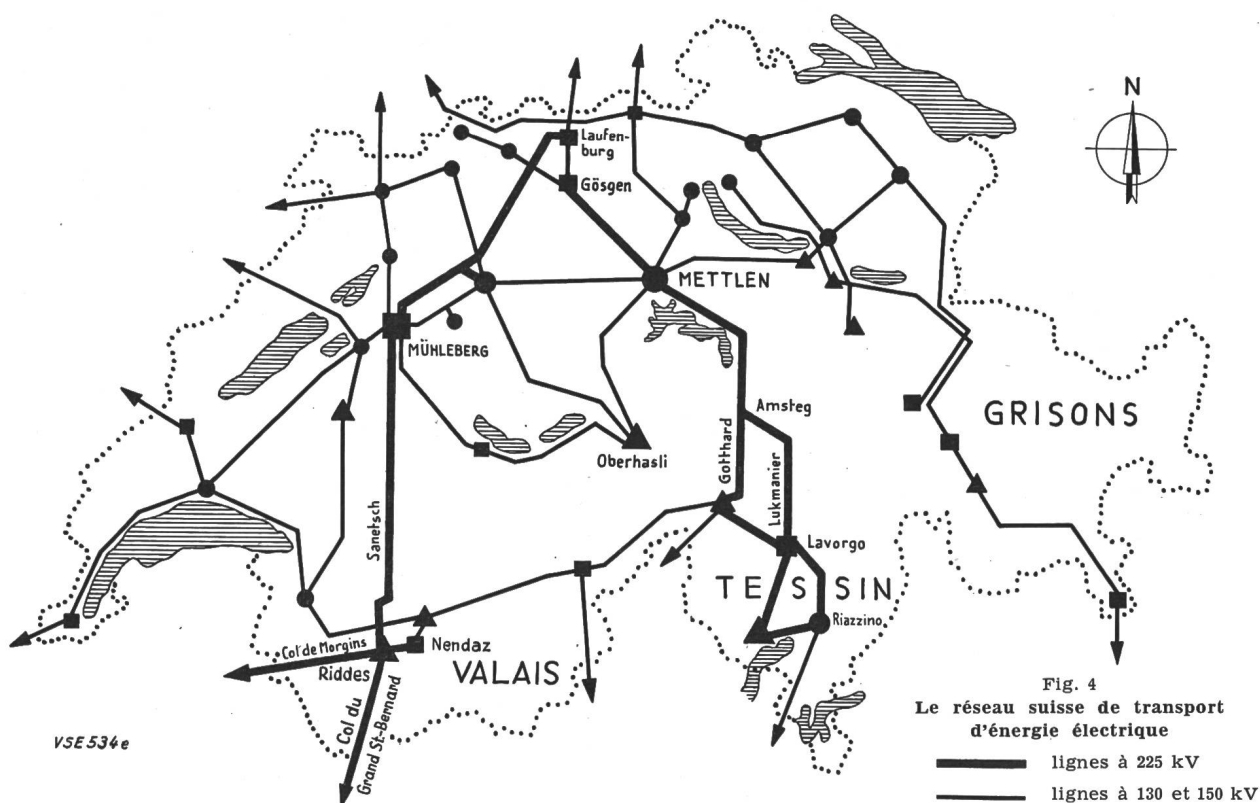 N
Laufen-
burg
Gösgen
METTLEN
MÜHLEBERG
Amsteg
GRISONS
Oberhasli
Gotthard
Lukmanier
Sanetsch
Lavorgo
TESSIN
Riazzino
Col de Morgins
Nendaz
Riddes
VALAIS
Col du
Grand St-Bernard
VSE534e
Fig. 4
Le réseau suisse de transport
d'énergie électrique
lignes à 225 kV
lignes à 130 et 150 kV